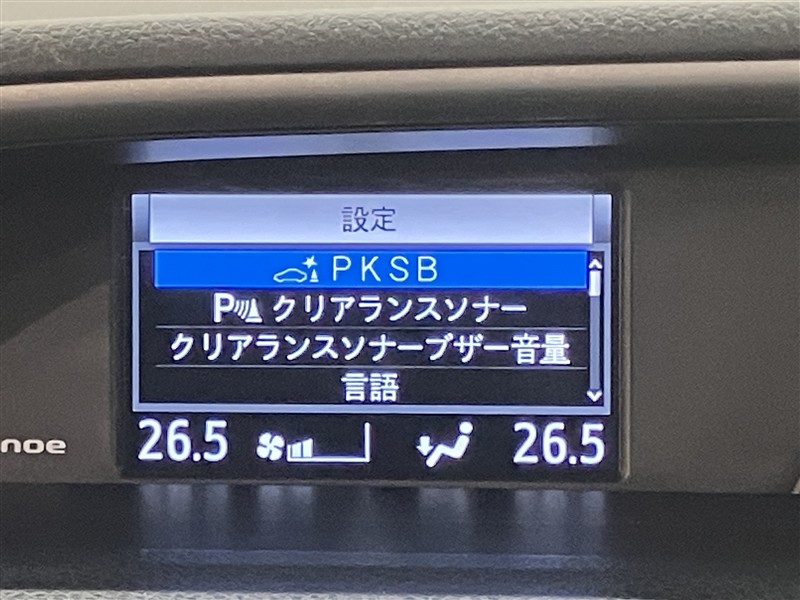 設定
PKSB
P クリアランスソナー
クリアランスソナーブザー音量
言語
26.5 26.5
noe